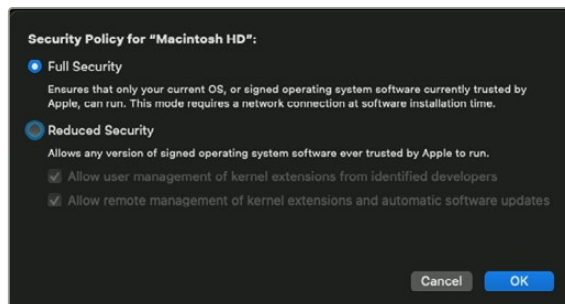 Security Policy for “Macintosh HD”:
Full Security
Ensures that only your current OS, or signed operating system software currently trusted by
Apple, can run. This mode requires a network connection at software installation time.
Reduced Security
Allows any version of signed operating system software ever trusted by Apple to run.
Allow user management of kernel extensions from identified developers
Allow remote management of kernel extensions and automatic software updates
Cancel
OK